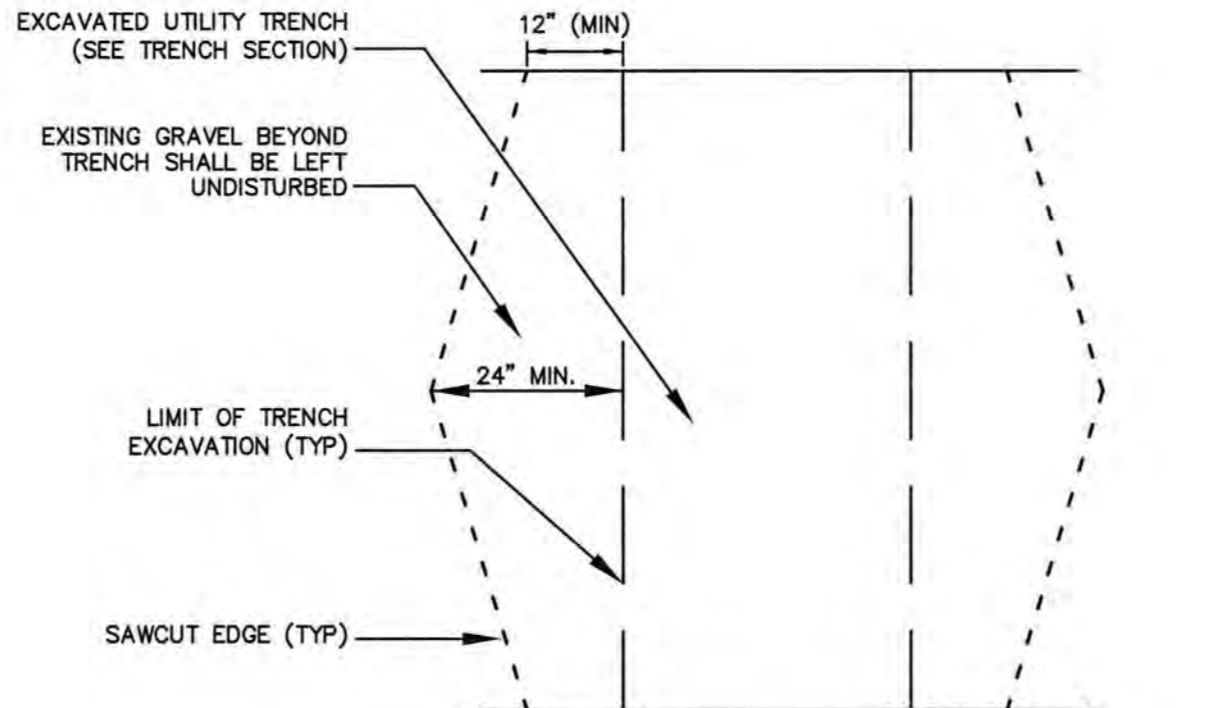 EXCAVATED UTILITY TRENCH
(SEE TRENCH SECTION)
12" (MIN)
EXISTING GRAVEL BEYOND
TRENCH SHALL BE LEFT
UNDISTURBED
24" MIN.
LIMIT OF TRENCH
EXCAVATION (TYP)
SAWCUT EDGE (TYP)